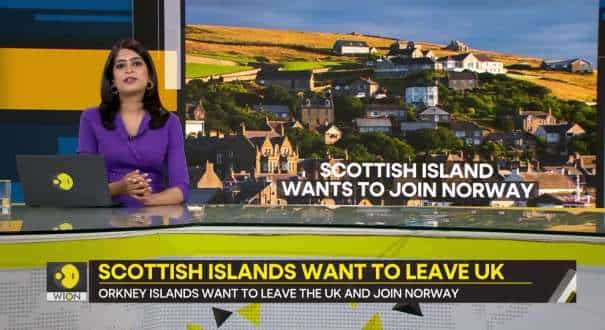 SCOTTISH ISLAND
WANTS TO JOIN NORWAY
SCOTTISH ISLANDS WANT TO LEAVE UK
WION
ORKNEY ISLANDS WANT TO LEAVE THE UK AND JOIN NORWAY